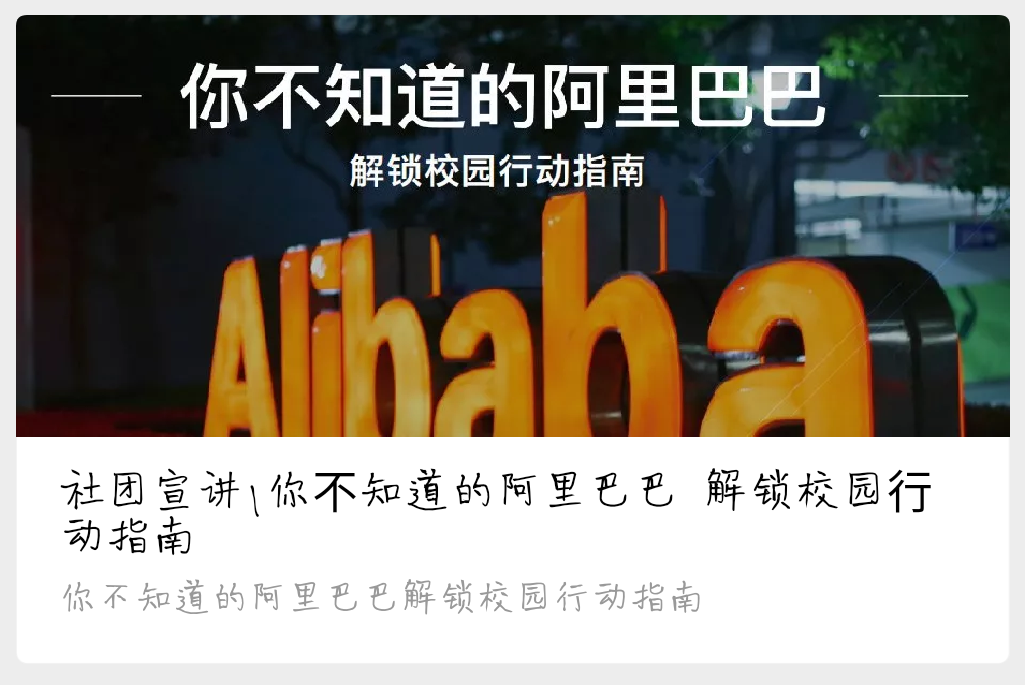 你不知道的阿里巴巴
解锁校园行动指南
Alibaba
社团宣讲|你不知道的阿里巴巴 解锁校园行
动指南
你不知道的阿里巴巴解锁校园行动指南